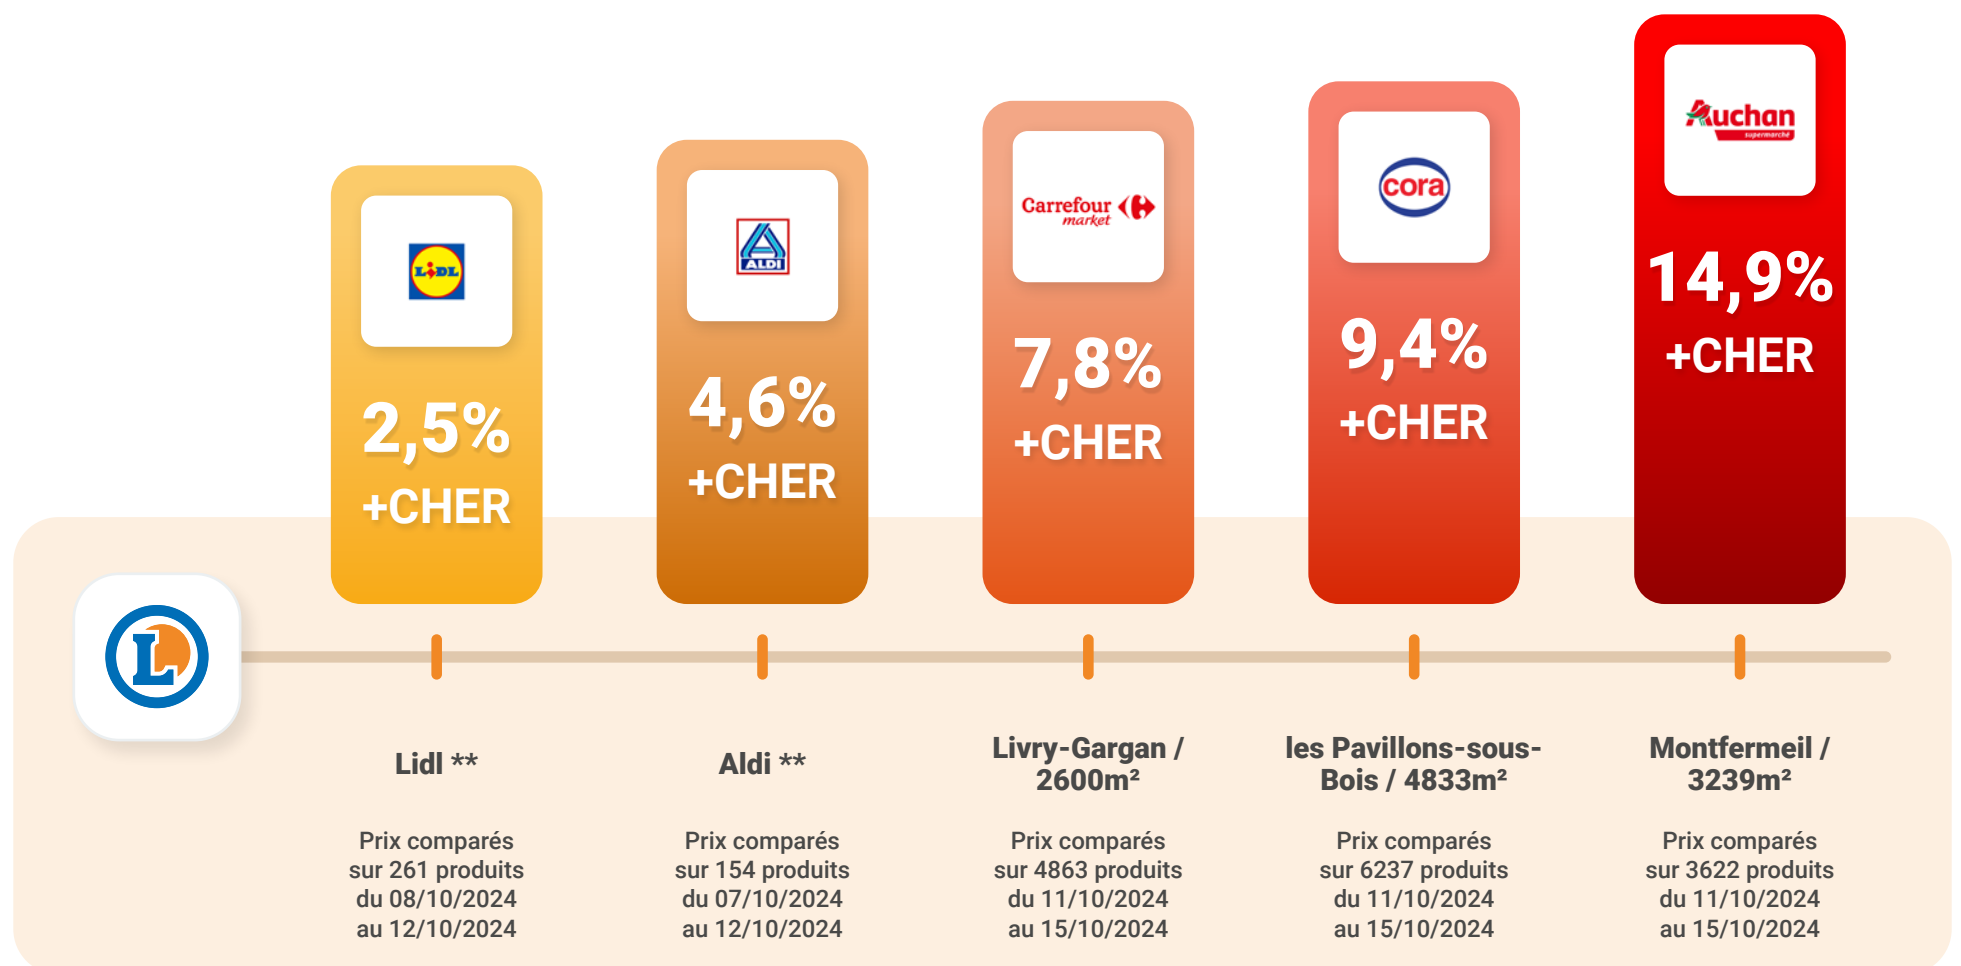 LIDL
2,5%
+CHER
ALDI
4,6%
+CHER
Carrefour
market
7,8%
+CHER
cora
9,4%
+CHER
Auchan
supermarché
14,9%
+CHER
L
Lidl **
Prix comparés
sur 261 produits
du 08/10/2024
au 12/10/2024
Aldi **
Prix comparés
sur 154 produits
du 07/10/2024
au 12/10/2024
Livry-Gargan /
2600m²
Prix comparés
sur 4863 produits
du 11/10/2024
au 15/10/2024
les Pavillons-sous-
Bois / 4833m²
Prix comparés
sur 6237 produits
du 11/10/2024
au 15/10/2024
Montfermeil /
3239m²
Prix comparés
sur 3622 produits
du 11/10/2024
au 15/10/2024